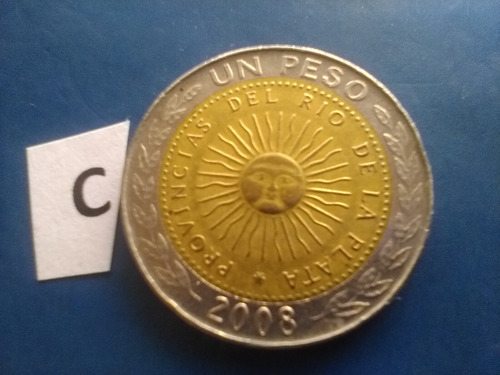 C
UN PESO
PROVINCIAS DEL RIO DE LA PLATA
2008